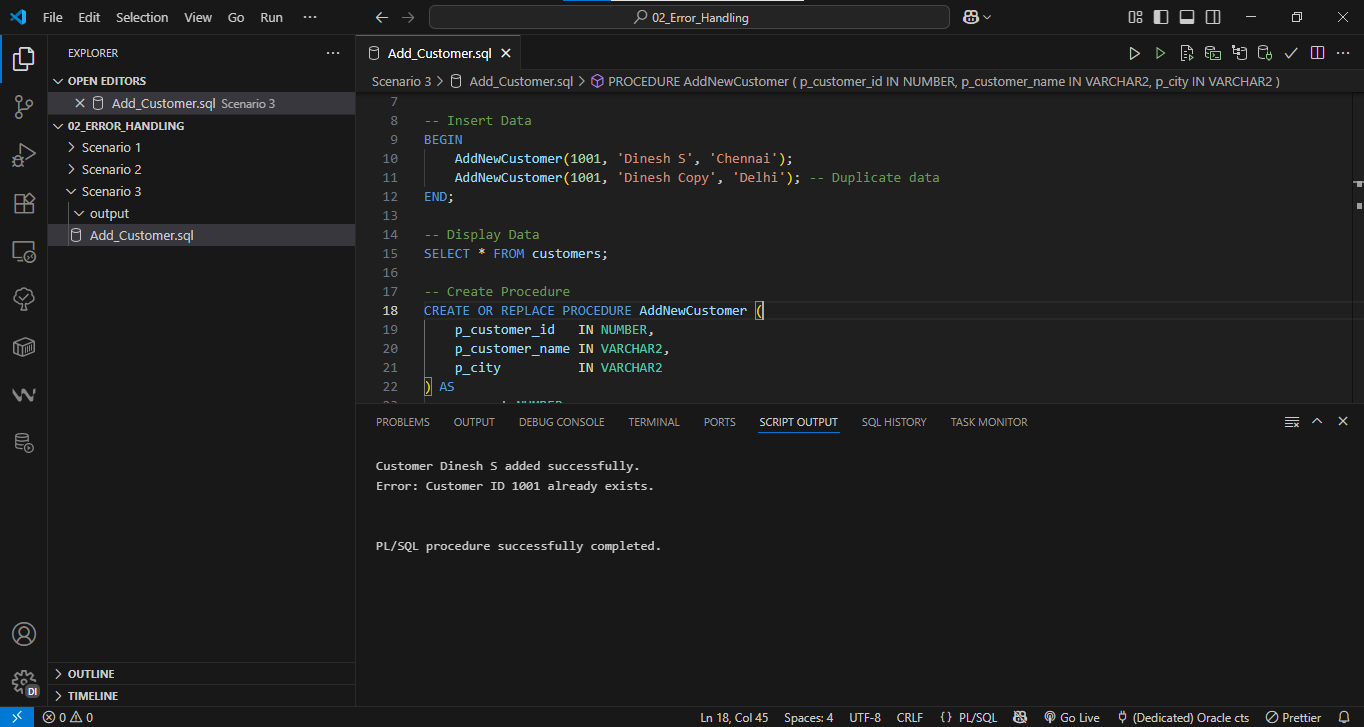 File Edit Selection View Go Run ···
02_Error_Handling
EXPLORER
OPEN EDITORS
Add_Customer.sql Scenario 3
02_ERROR_HANDLING
Scenario 1
Scenario 2
Scenario 3
output
Add_Customer.sql
OUTLINE
TIMELINE
DI
Add_Customer.sql
Scenario 3 > Add_Customer.sql > PROCEDURE AddNewCustomer ( p_customer_id IN NUMBER, p_customer_name IN VARCHAR2, p_city IN VARCHAR2 )
7
8 -- Insert Data
9 BEGIN
10 AddNewCustomer(1001, 'Dinesh S', 'Chennai');
11 AddNewCustomer(1001, 'Dinesh Copy', 'Delhi'); -- Duplicate data
12 END;
13
14 -- Display Data
15 SELECT * FROM customers;
16
17 -- Create Procedure
18 CREATE OR REPLACE PROCEDURE AddNewCustomer (
19 p_customer_id IN NUMBER,
20 p_customer_name IN VARCHAR2,
21 p_city IN VARCHAR2
22 ) AS
PROBLEMS OUTPUT DEBUG CONSOLE TERMINAL PORTS SCRIPT OUTPUT SQL HISTORY TASK MONITOR
Customer Dinesh S added successfully.
Error: Customer ID 1001 already exists.
PL/SQL procedure successfully completed.
0 0 Ln 18, Col 45 Spaces: 4 UTF-8 CRLF {} PL/SQL Go Live (Dedicated) Oracle cts Prettier